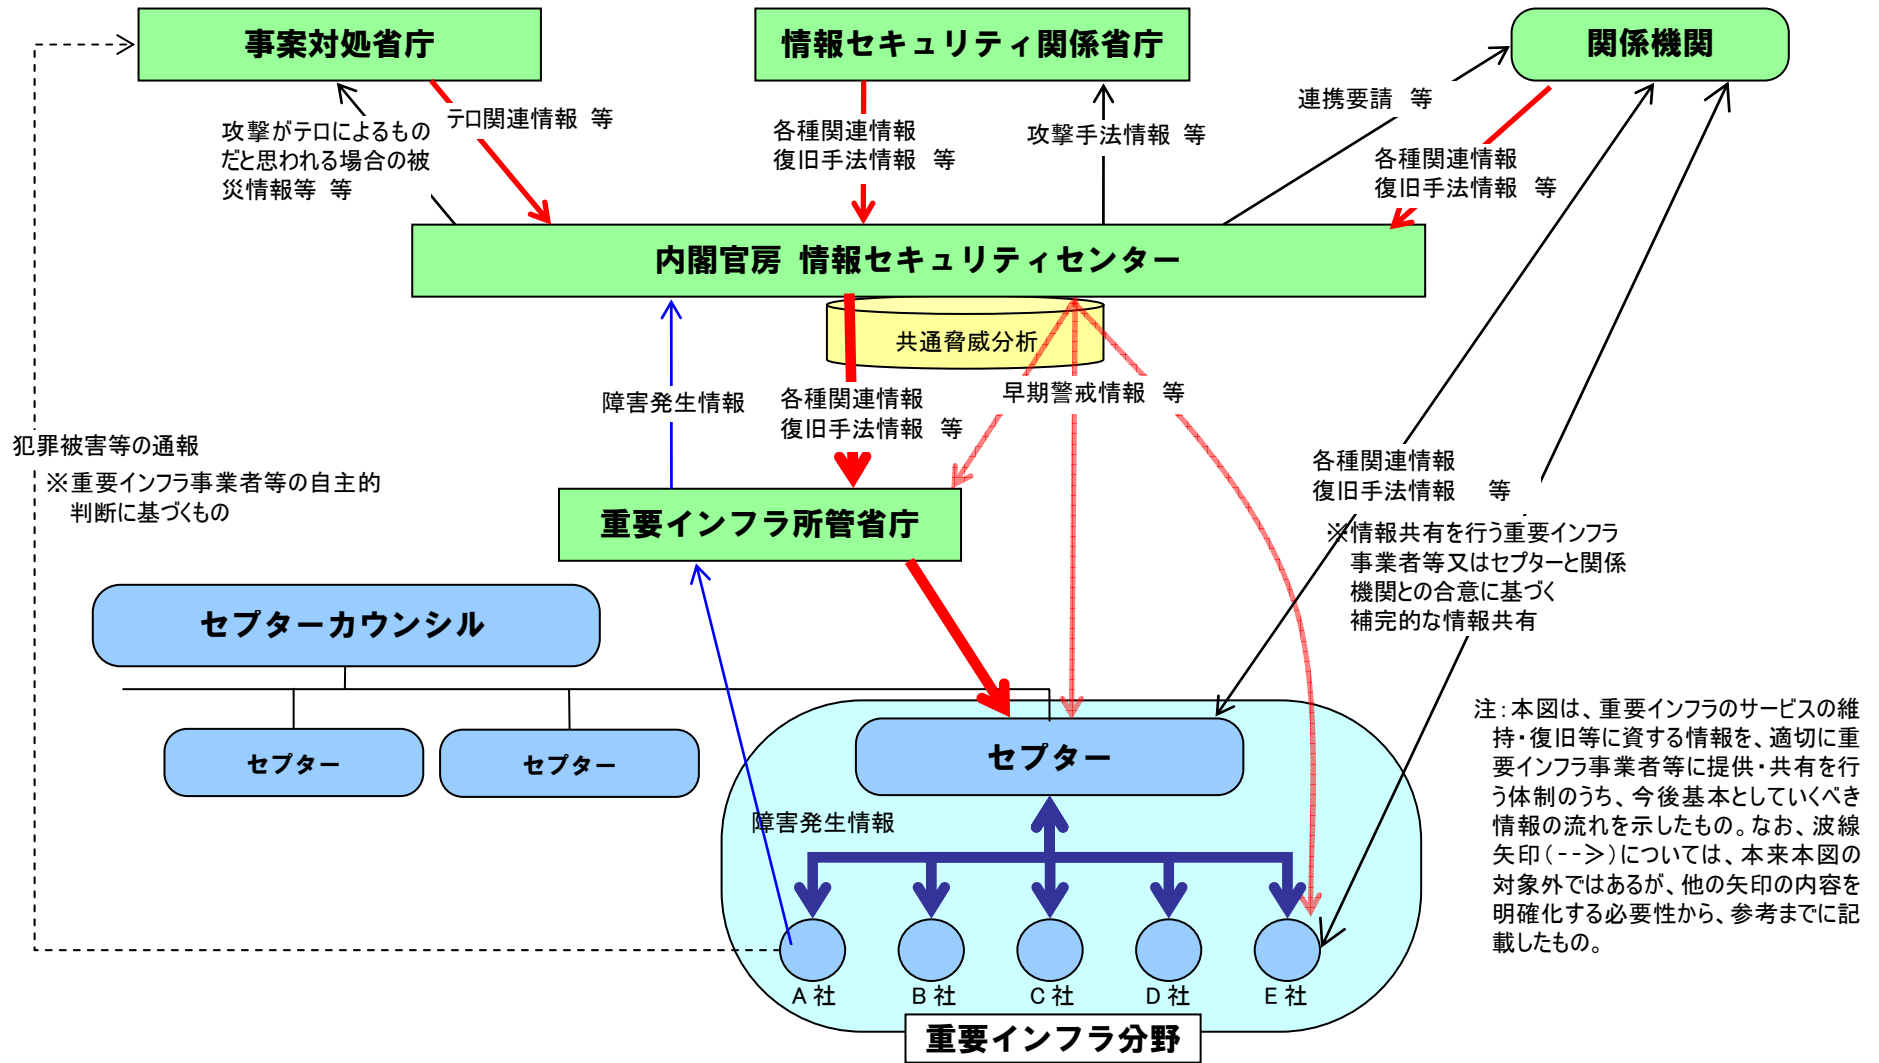 事案対処省庁
情報セキュリティ関係省庁
関係機関
攻撃がテロによるもの
だと思われる場合の被
災情報等 等
テロ関連情報 等
各種関連情報
復旧手法情報 等
攻撃手法情報 等
連携要請 等
各種関連情報
復旧手法情報 等
内閣官房 情報セキュリティセンター
共通脅威分析
障害発生情報
各種関連情報
復旧手法情報 等
早期警戒情報 等
犯罪被害等の通報
※重要インフラ事業者等の自主的
判断に基づくもの
各種関連情報
復旧手法情報 等
※情報共有を行う重要インフラ
事業者等又はセプターと関係
機関との合意に基づく
補完的な情報共有
重要インフラ所管省庁
セプターカウンシル
セプター
セプター
セプター
障害発生情報
A 社
B 社
C 社
D 社
E 社
重要インフラ分野
注:本図は、重要インフラのサービスの維
持・復旧等に資する情報を、適切に重
要インフラ事業者等に提供・共有を行
う体制のうち、今後基本としていくべき
情報の流れを示したもの。なお、波線
矢印(-->)については、本来本図の
対象外ではあるが、他の矢印の内容を
明確化する必要性から、参考までに記
載したもの。